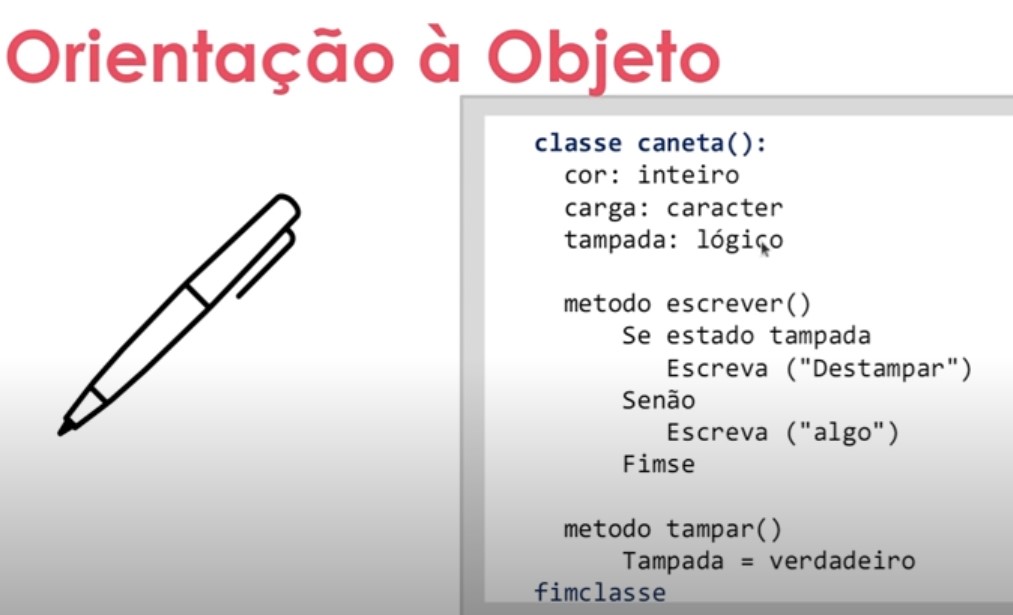 Orientação à Objeto
classe caneta():
cor: inteiro
carga: caracter
tampada: lógico
metodo escrever()
Se estado tampada
Escreva ("Destampar")
Senão
Escreva ("algo")
Fimse
metodo tampar()
Tampada = verdadeiro
fimclasse